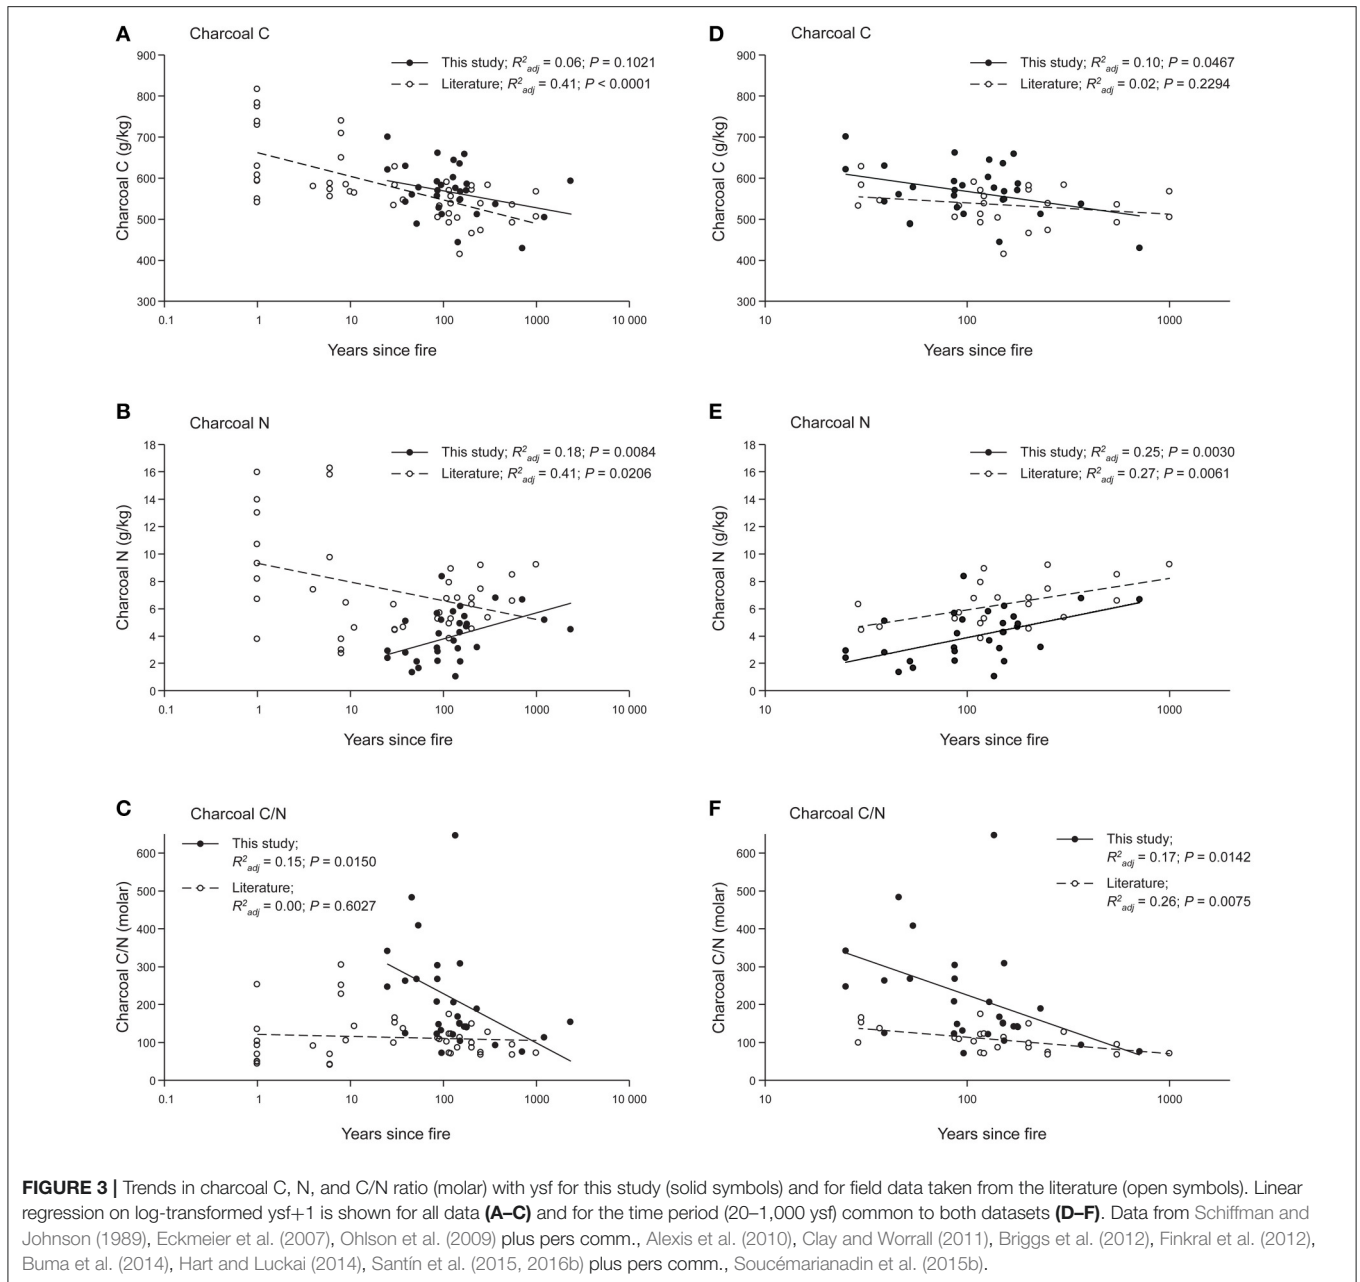 A
Charcoal C
This study; R²adj = 0.06; P = 0.1021
Literature; R²adj = 0.41; P < 0.0001
900
800
700
600
500
400
300
Charcoal C (g/kg)
0.1 1 10 100 1000 10 000
Years since fire
D
Charcoal C
This study; R²adj = 0.10; P = 0.0467
Literature; R²adj = 0.02; P = 0.2294
900
800
700
600
500
400
300
Charcoal C (g/kg)
10 100 1000
Years since fire
B
Charcoal N
This study; R²adj = 0.18; P = 0.0084
Literature; R²adj = 0.41; P = 0.0206
18
16
14
12
10
8
6
4
2
0
Charcoal N (g/kg)
0.1 1 10 100 1000 10 000
Years since fire
E
Charcoal N
This study; R²adj = 0.25; P = 0.0030
Literature; R²adj = 0.27; P = 0.0061
18
16
14
12
10
8
6
4
2
0
Charcoal N (g/kg)
10 100 1000
Years since fire
C
Charcoal C/N
This study;
R²adj = 0.15; P = 0.0150
Literature;
R²adj = 0.00; P = 0.6027
600
500
400
300
200
100
0
Charcoal C/N (molar)
0.1 1 10 100 1000 10 000
Years since fire
F
Charcoal C/N
This study;
R²adj = 0.17; P = 0.0142
Literature;
R²adj = 0.26; P = 0.0075
600
500
400
300
200
100
0
Charcoal C/N (molar)
10 100 1000
Years since fire
FIGURE 3 | Trends in charcoal C, N, and C/N ratio (molar) with ysf for this study (solid symbols) and for field data taken from the literature (open symbols). Linear
regression on log-transformed ysf+1 is shown for all data (A–C) and for the time period (20–1,000 ysf) common to both datasets (D–F). Data from Schiffman and
Johnson (1989), Eckmeier et al. (2007), Ohlson et al. (2009) plus pers comm., Alexis et al. (2010), Clay and Worrall (2011), Briggs et al. (2012), Finkral et al. (2012),
Buma et al. (2014), Hart and Luckai (2014), Santín et al. (2015, 2016b) plus pers comm., Soucémarianadin et al. (2015b).